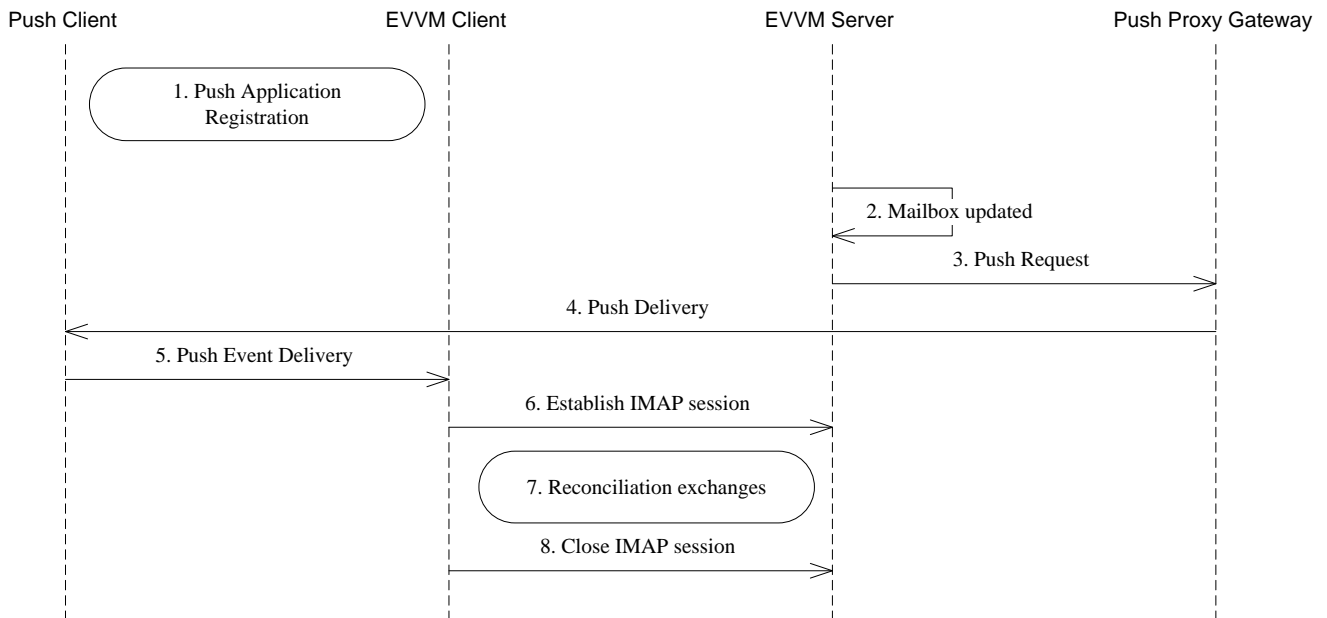 Push Client
EVVM Client
EVVM Server
Push Proxy Gateway
1. Push Application
Registration
2. Mailbox updated
3. Push Request
4. Push Delivery
5. Push Event Delivery
6. Establish IMAP session
7. Reconciliation exchanges
8. Close IMAP session